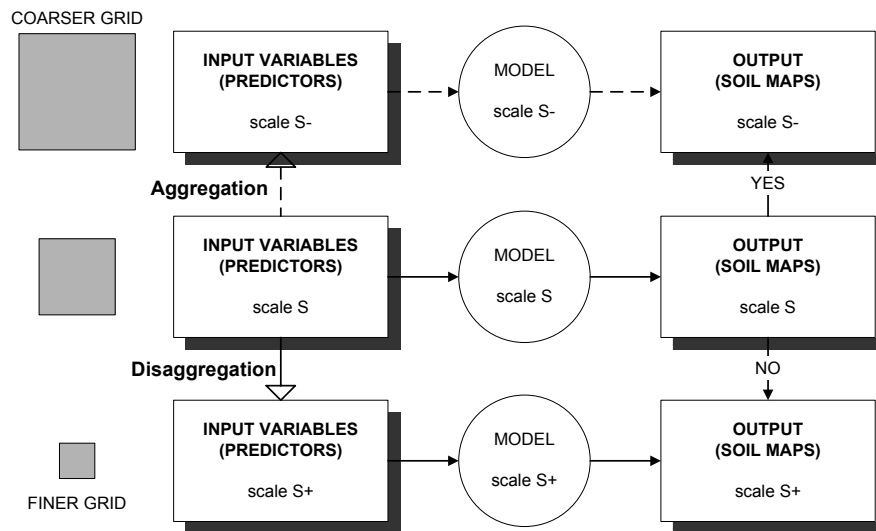 COARSER GRID
INPUT VARIABLES
(PREDICTORS)
scale S-
MODEL
scale S-
OUTPUT
(SOIL MAPS)
scale S-
Aggregation
YES
INPUT VARIABLES
(PREDICTORS)
scale S
MODEL
scale S
OUTPUT
(SOIL MAPS)
scale S
Disaggregation
NO
INPUT VARIABLES
(PREDICTORS)
scale S+
MODEL
scale S+
OUTPUT
(SOIL MAPS)
scale S+
FINER GRID